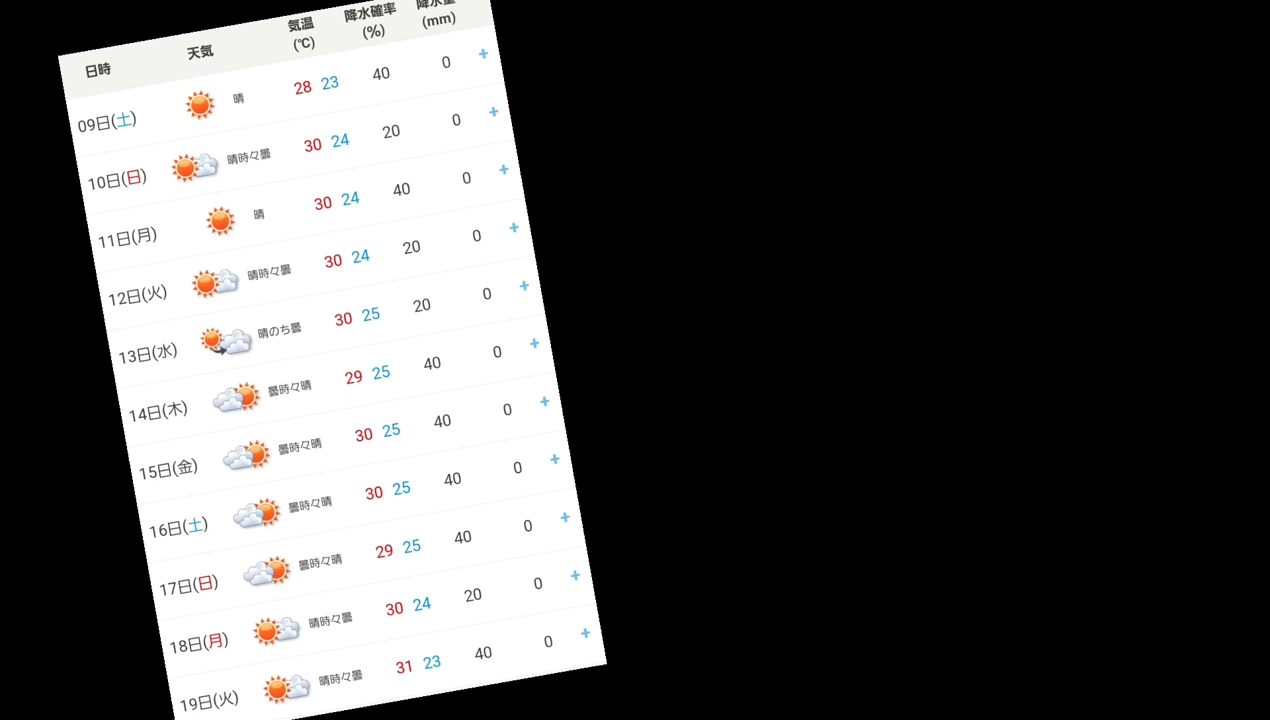 日時 天気 気温(℃) 降水確率(%) 降水量(mm)
09日(土) 晴 28 23 40 0 +
10日(日) 晴時々曇 30 24 20 0 +
11日(月) 晴 30 24 40 0 +
12日(火) 晴時々曇 30 24 20 0 +
13日(水) 晴のち曇 30 25 20 0 +
14日(木) 曇時々晴 29 25 40 0 +
15日(金) 曇時々晴 30 25 40 0 +
16日(土) 曇時々晴 30 25 40 0 +
17日(日) 曇時々晴 29 25 40 0 +
18日(月) 晴時々曇 30 24 20 0 +
19日(火) 晴時々曇 31 23 40 0 +